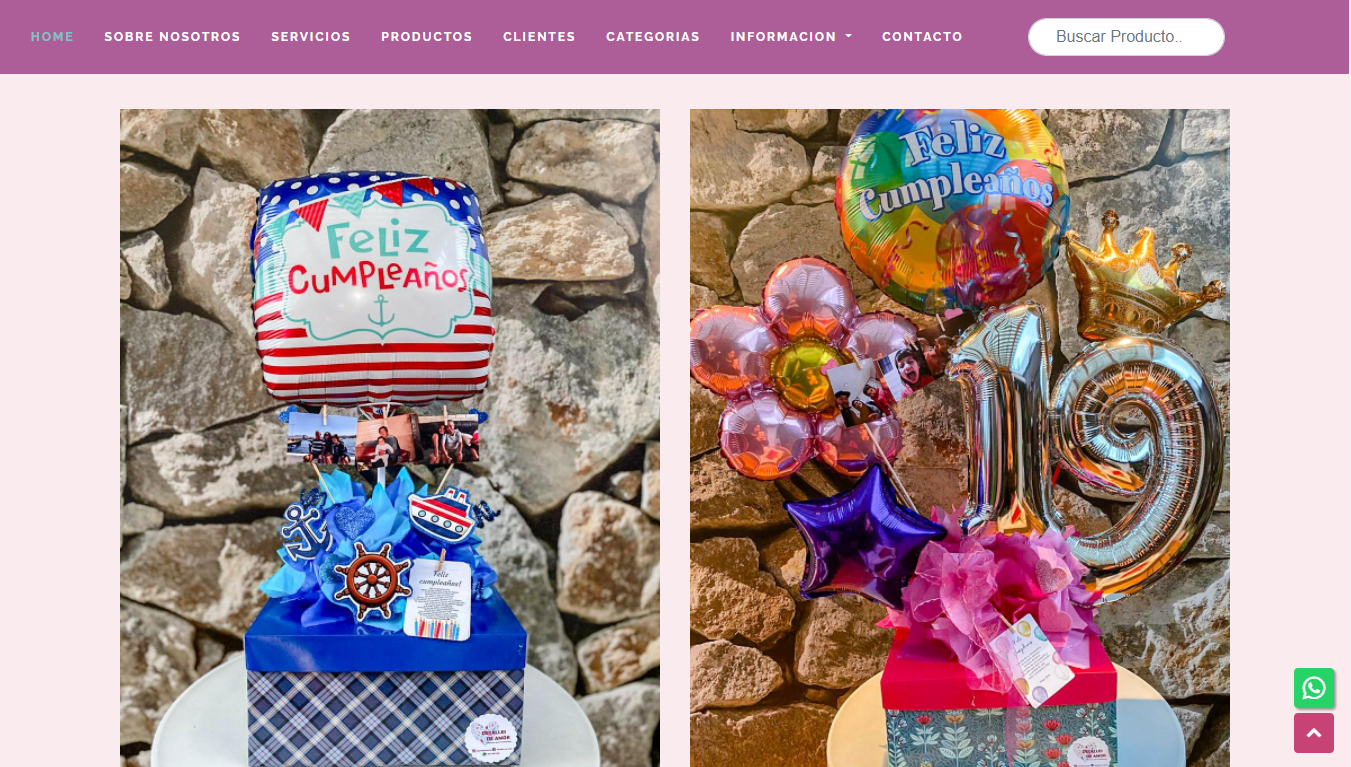 HOME SOBRE NOSOTROS SERVICIOS PRODUCTOS CLIENTES CATEGORIAS INFORMACION CONTACTO Buscar Producto..
Feliz
Cumpleaños
Feliz
cumpleaños!
DETALLES
DE AMOR
Feliz
Cumpleaños
19